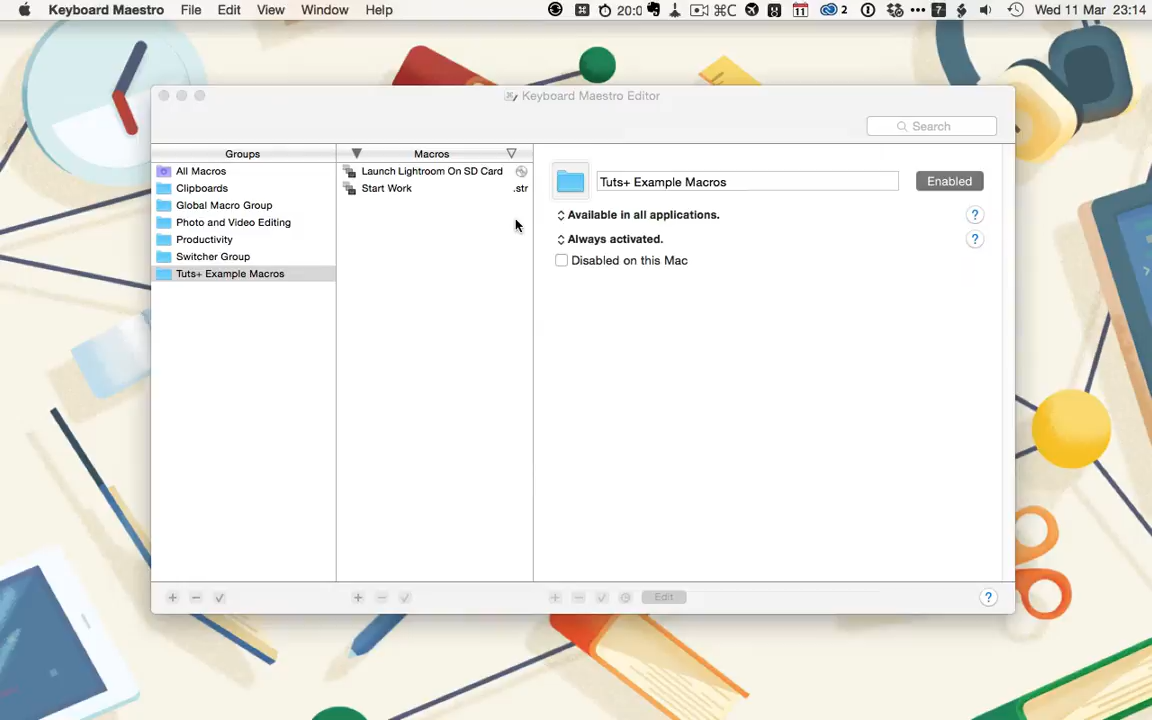 Keyboard Maestro File Edit View Window Help 20:0 ⌘C 11 2 7 Wed 11 Mar 23:14
Keyboard Maestro Editor
Search
Groups Macros
All Macros
Clipboards
Global Macro Group
Photo and Video Editing
Productivity
Switcher Group
Tuts+ Example Macros
Launch Lightroom On SD Card
Start Work .str
Tuts+ Example Macros Enabled
Available in all applications. ?
Always activated. ?
Disabled on this Mac
Edit ?